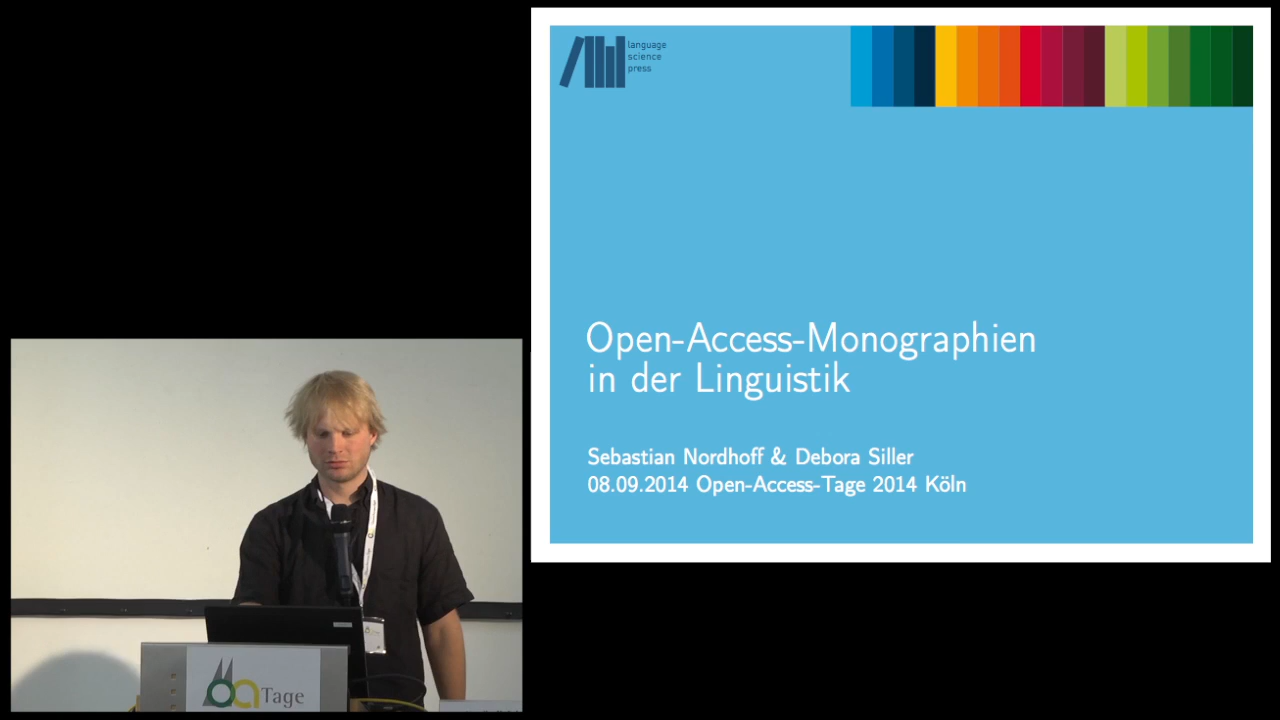 language
science
press
Open-Access-Monographien
in der Linguistik
Sebastian Nordhoff & Debora Siller
08.09.2014 Open-Access-Tage 2014 Köln
oa Tage